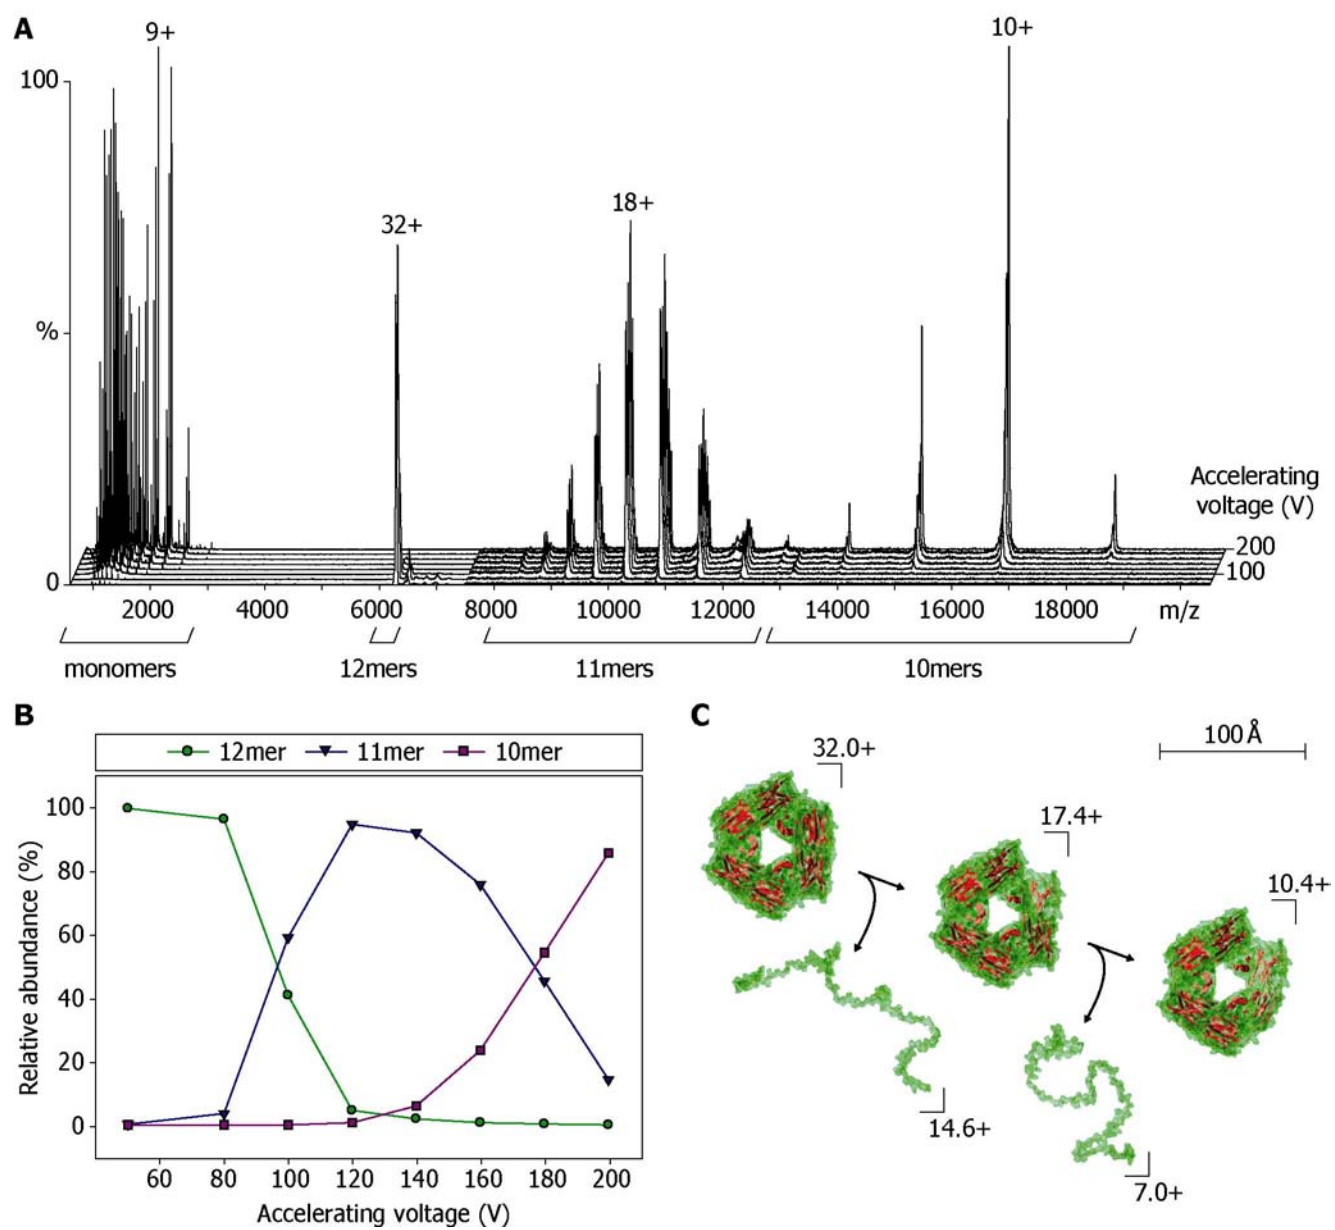 A
9+
10+
100
32+
18+
%
Accelerating
voltage (V)
200
100
0
2000 4000 6000 8000 10000 12000 14000 16000 18000 m/z
monomers 12mers 11mers 10mers
B
12mer 11mer 10mer
Relative abundance (%)
100
80
60
40
20
0
60 80 100 120 140 160 180 200
Accelerating voltage (V)
C
100 Å
32.0+
17.4+
10.4+
14.6+
7.0+